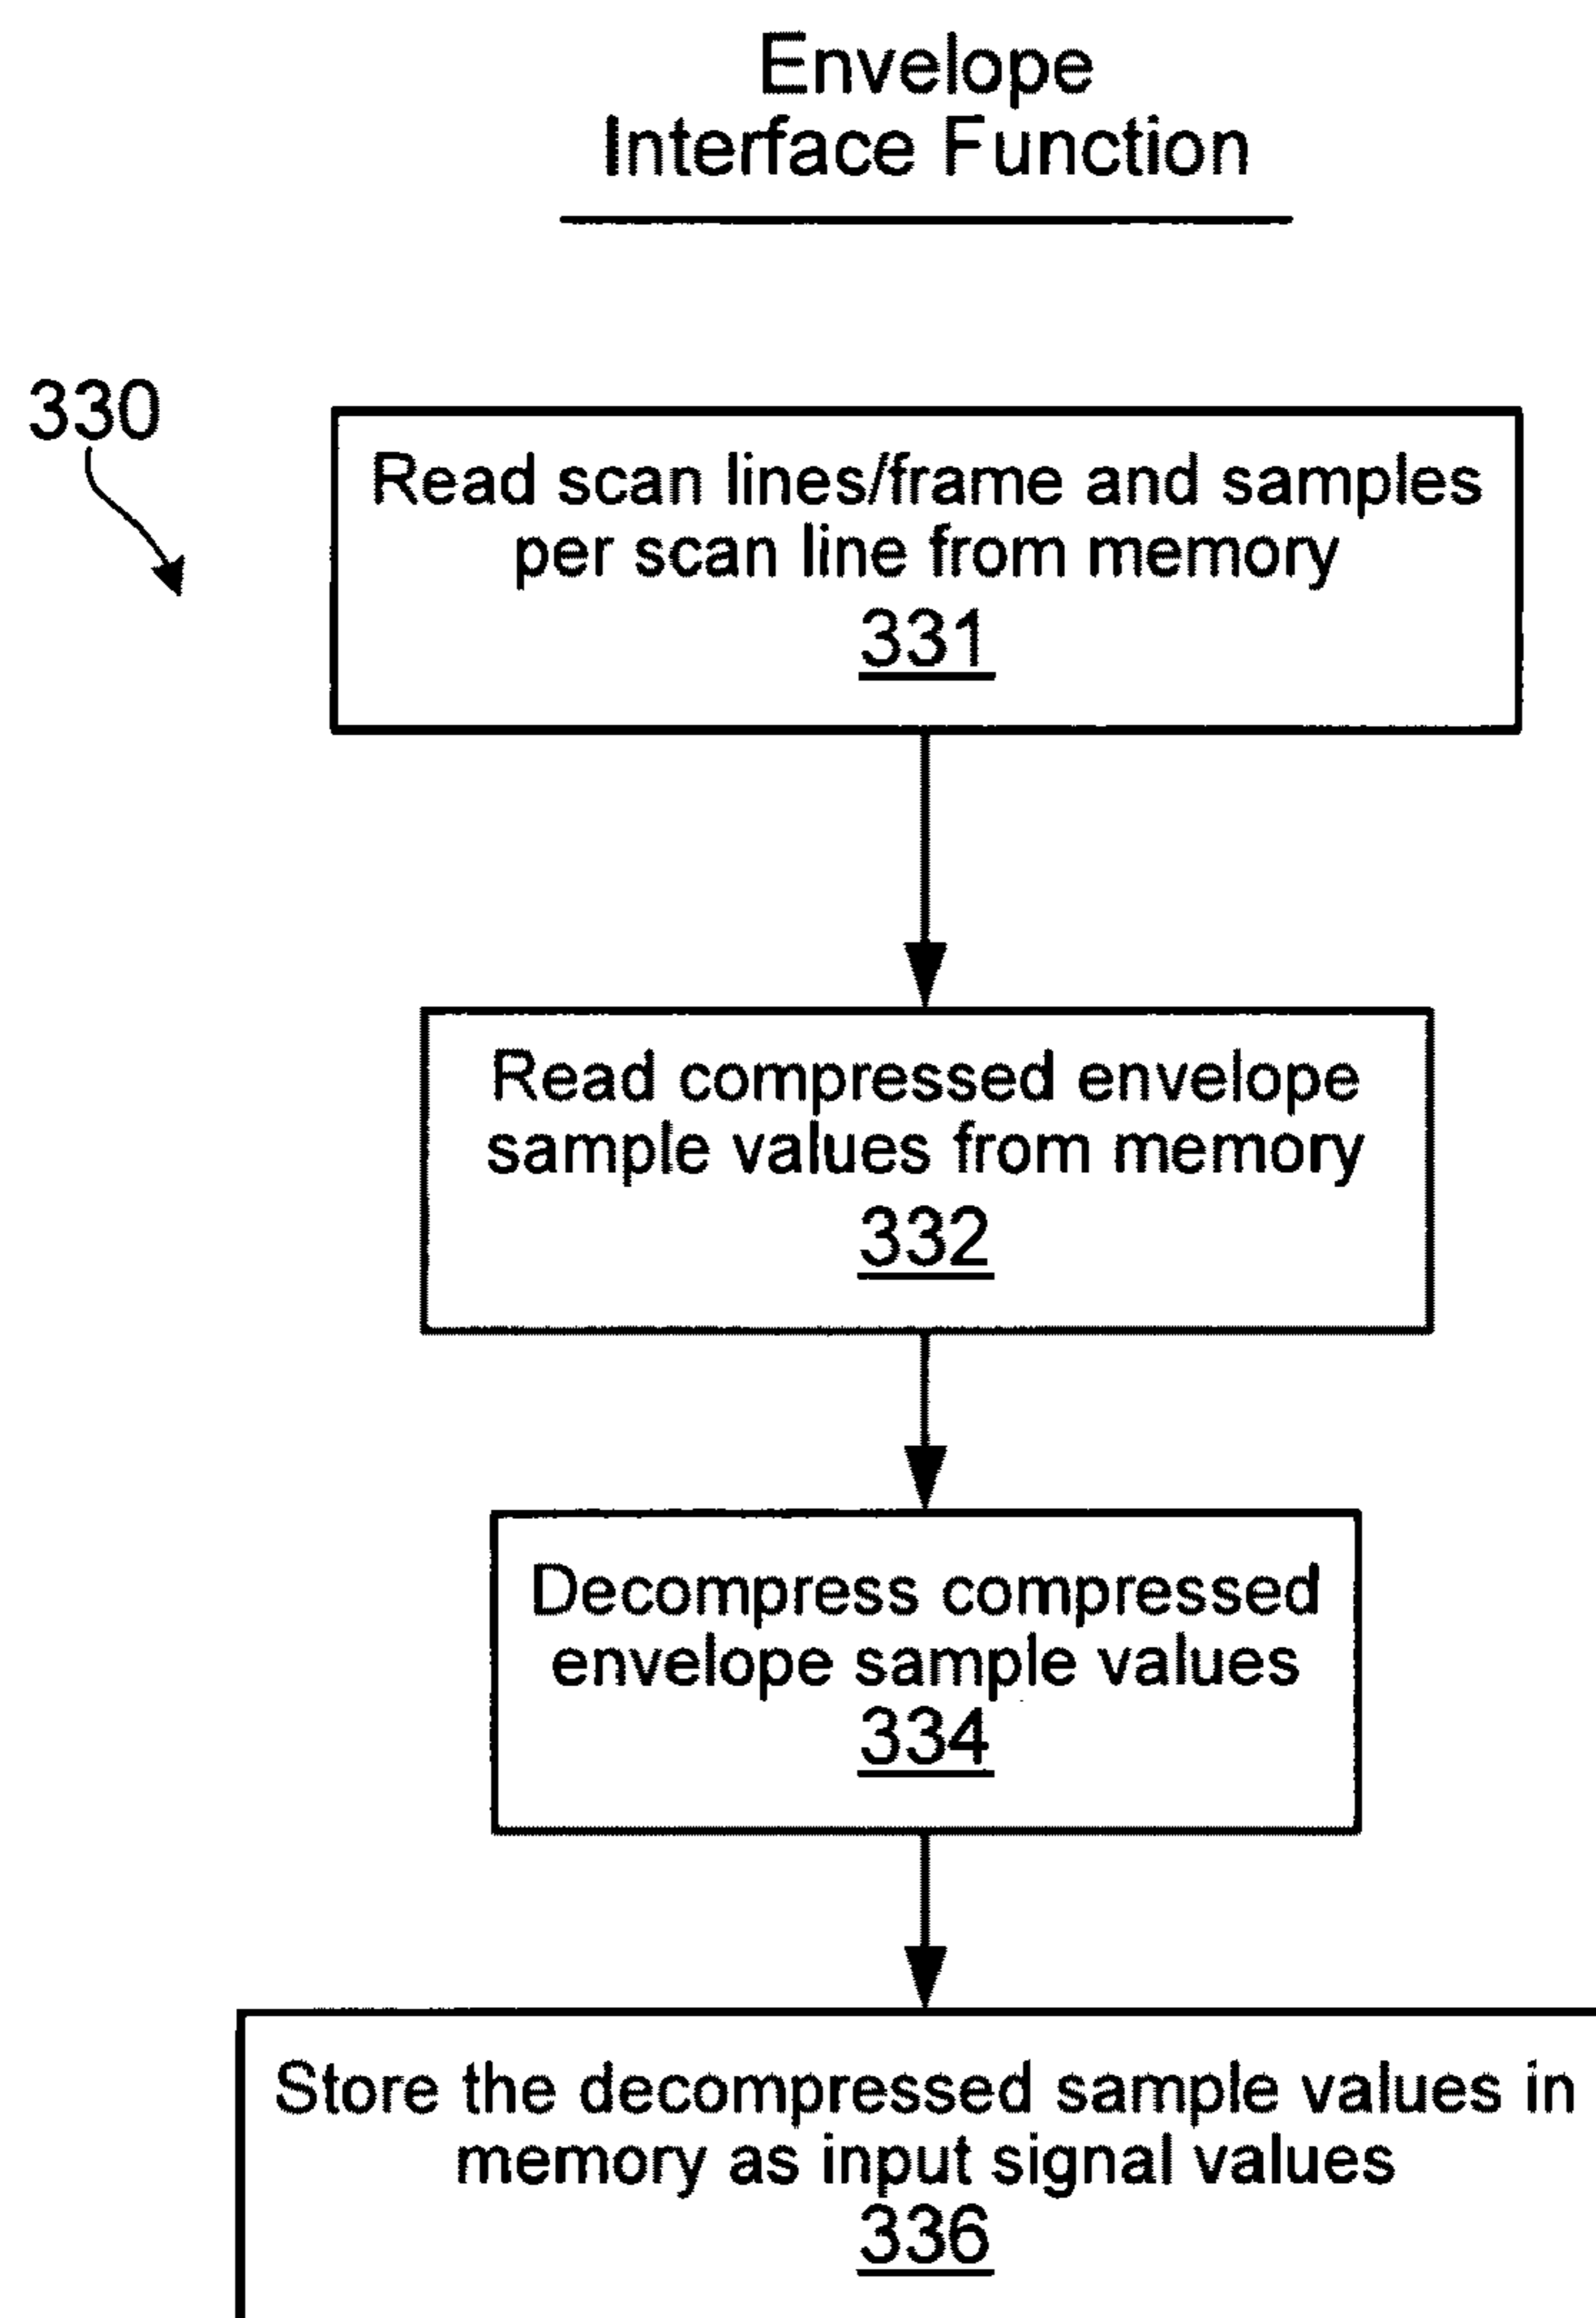 Envelope
Interface Function
330
Read scan lines/frame and samples
per scan line from memory
331
Read compressed envelope
sample values from memory
332
Decompress compressed
envelope sample values
334
Store the decompressed sample values in
memory as input signal values
336